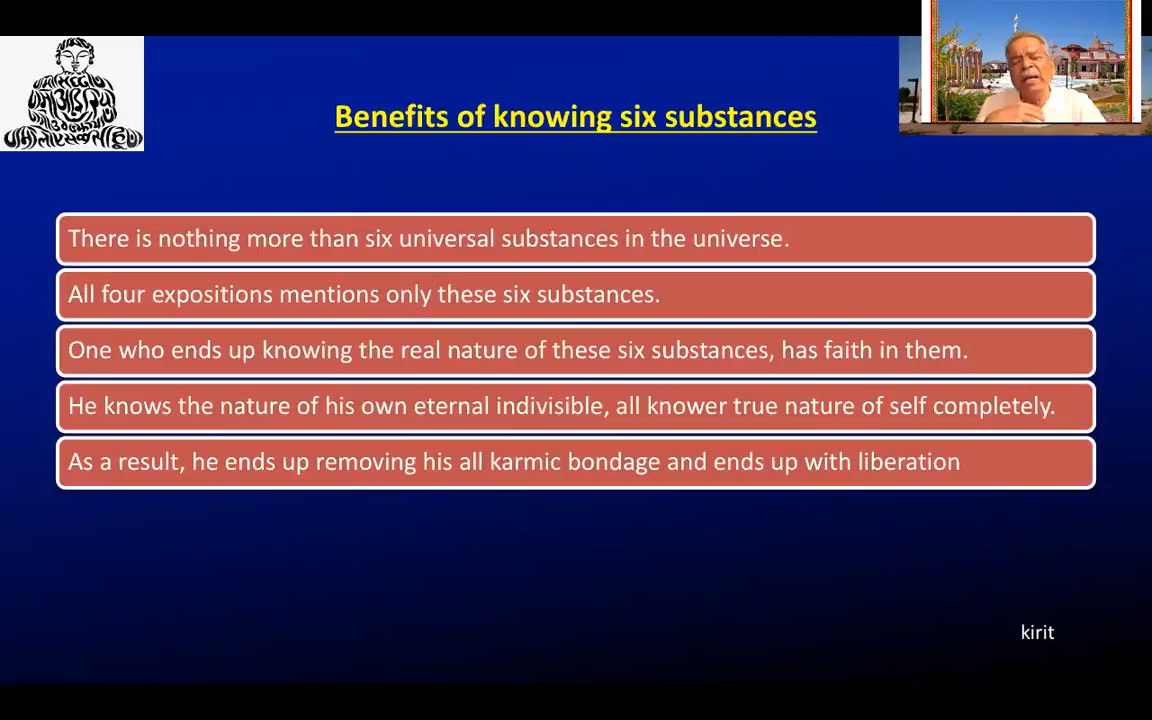 Benefits of knowing six substances
There is nothing more than six universal substances in the universe.
All four expositions mentions only these six substances.
One who ends up knowing the real nature of these six substances, has faith in them.
He knows the nature of his own eternal indivisible, all knower true nature of self completely.
As a result, he ends up removing his all karmic bondage and ends up with liberation
kirit